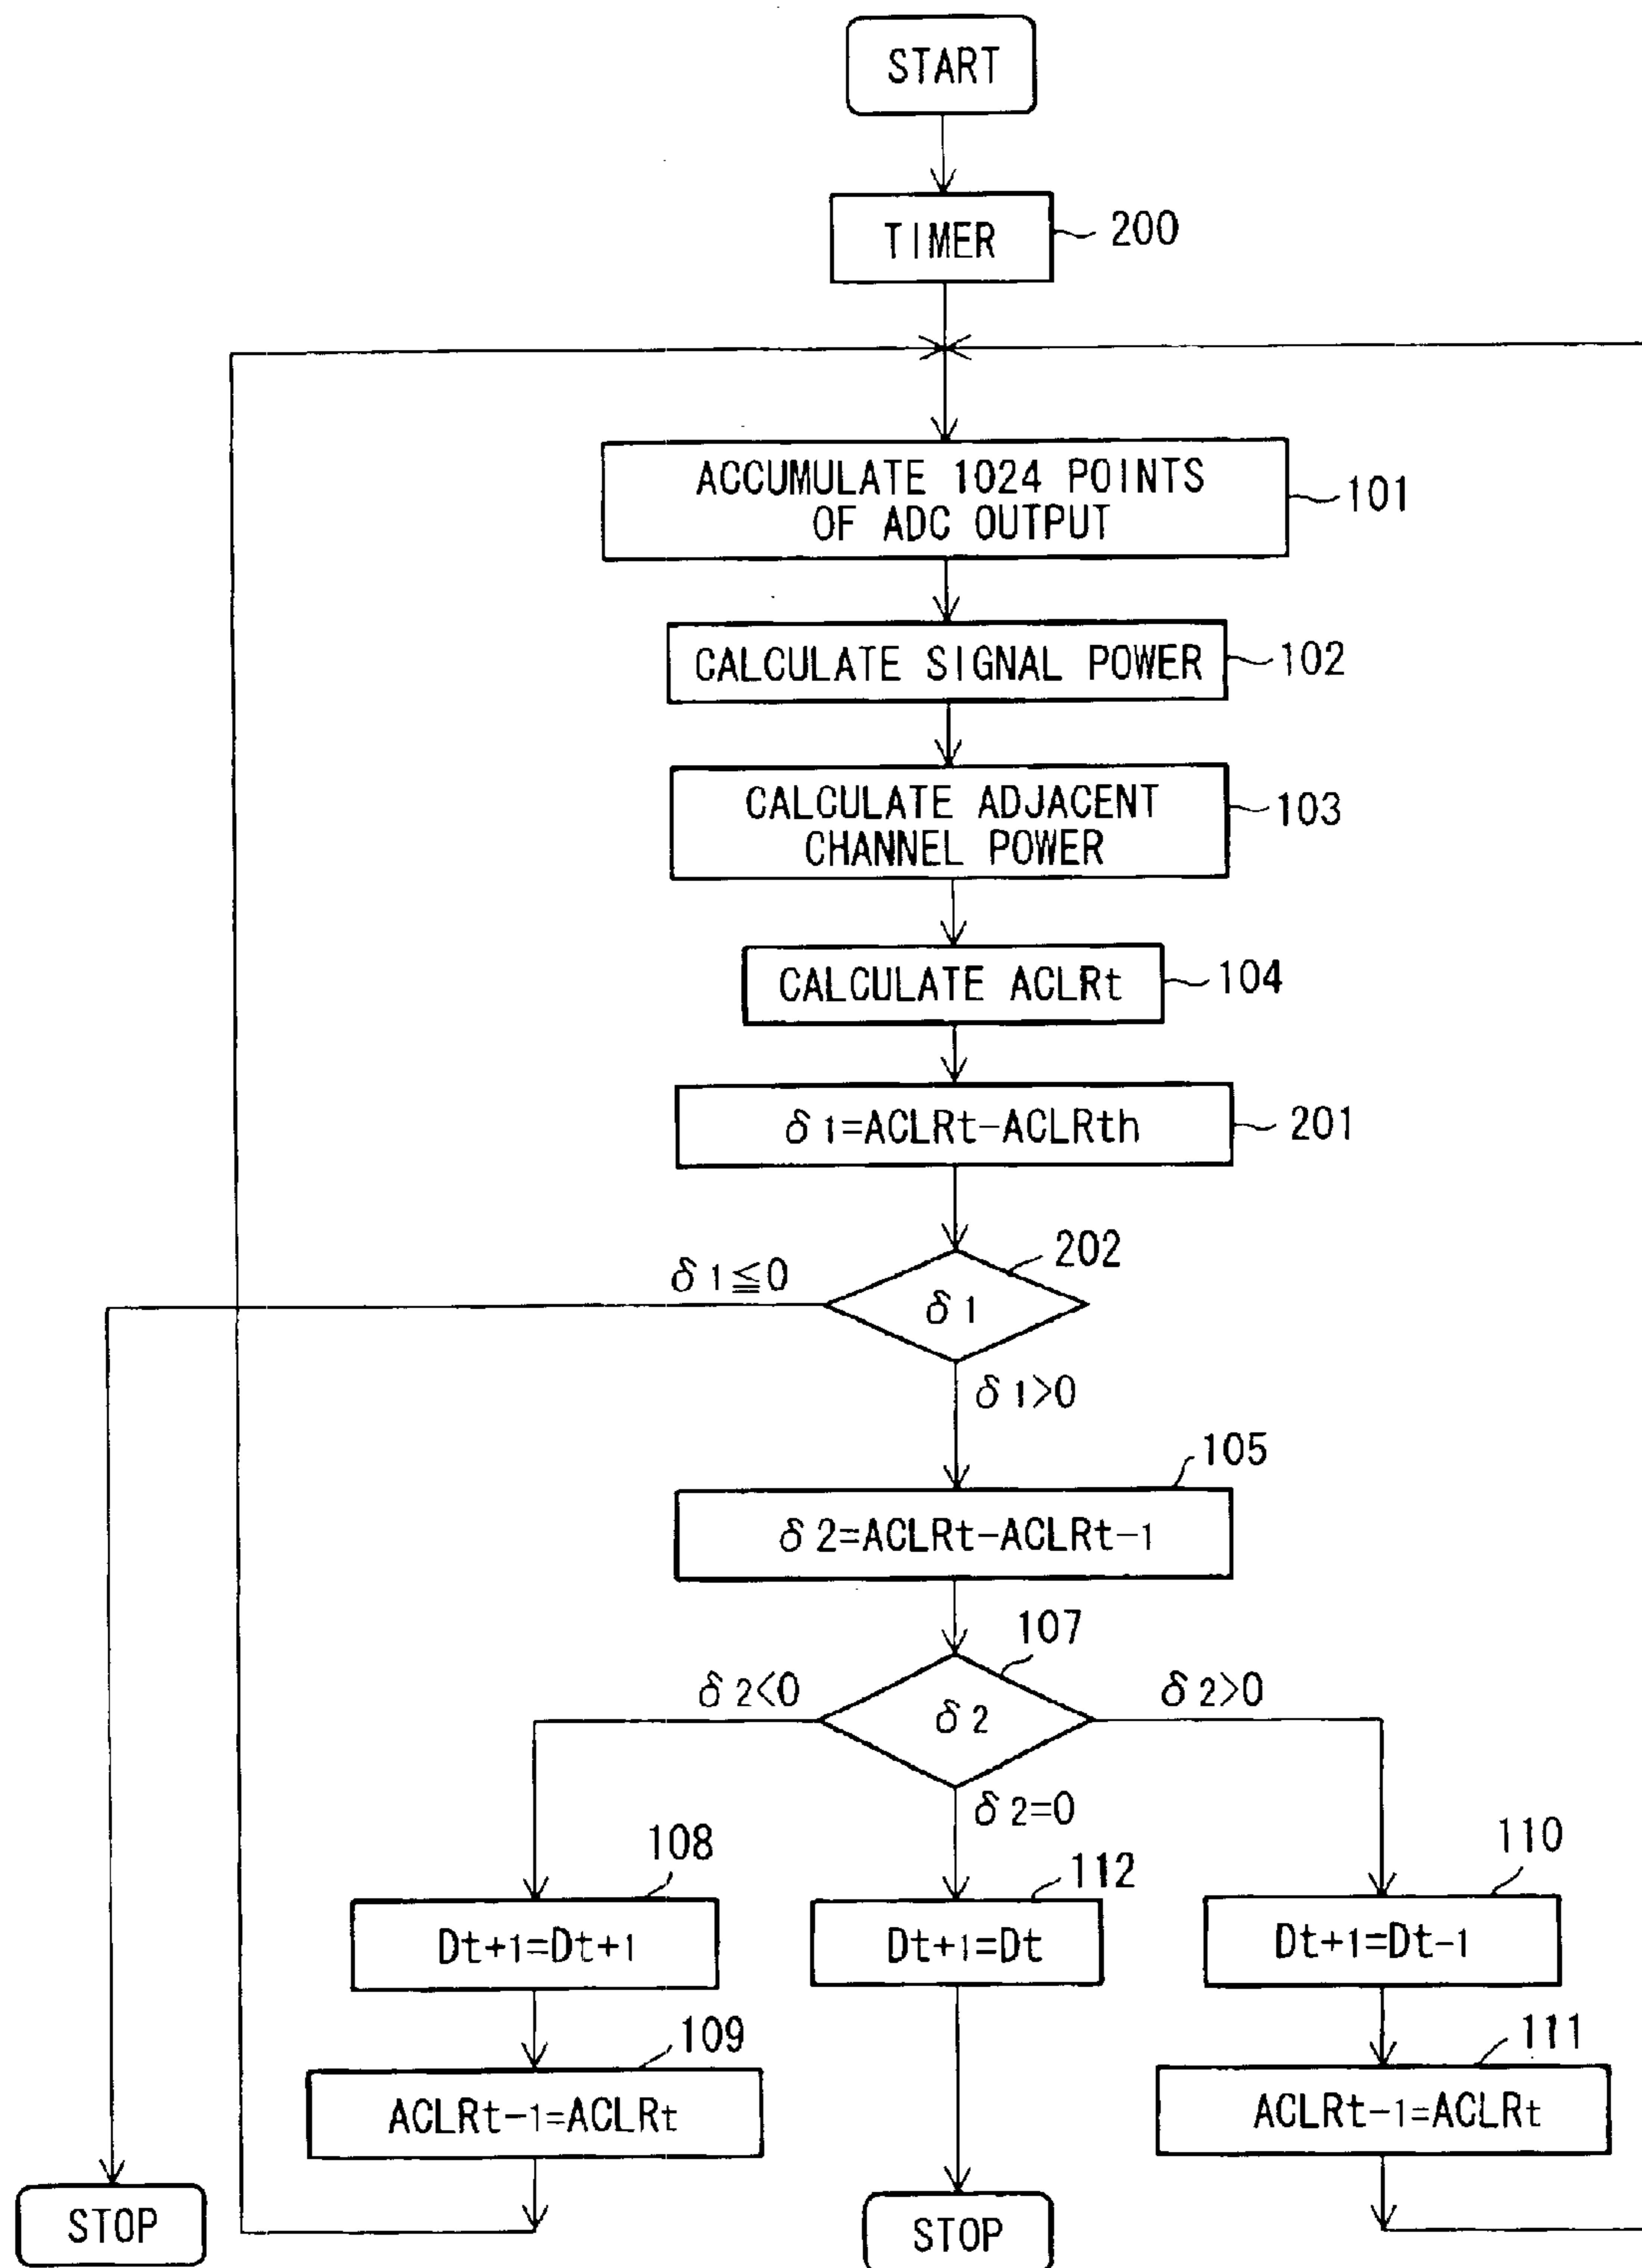 START
TIMER
200
ACCUMULATE 1024 POINTS
OF ADC OUTPUT
101
CALCULATE SIGNAL POWER
102
CALCULATE ADJACENT
CHANNEL POWER
103
CALCULATE ACLRt
104
δ1=ACLRt-ACLRth
201
202
δ1≦0
δ1
δ1>0
105
δ2=ACLRt-ACLRt-1
107
δ2<0
δ2
δ2>0
δ2=0
108
112
110
Dt+1=Dt+1
Dt+1=Dt
Dt+1=Dt-1
109
111
ACLRt-1=ACLRt
ACLRt-1=ACLRt
STOP
STOP